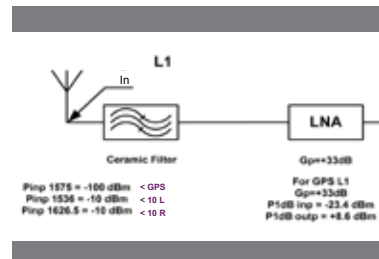 L1
In
LNA
Ceramic Filter
Gp=+33dB
Pinp 1575 = -100 dBm < GPS
Pinp 1536 = -10 dBm < 10 L
Pinp 1626.5 = -10 dBm < 10 R
For GPS L1
Gp=+33dB
P1dB inp = -23.4 dBm
P1dB outp = +8.6 dBm